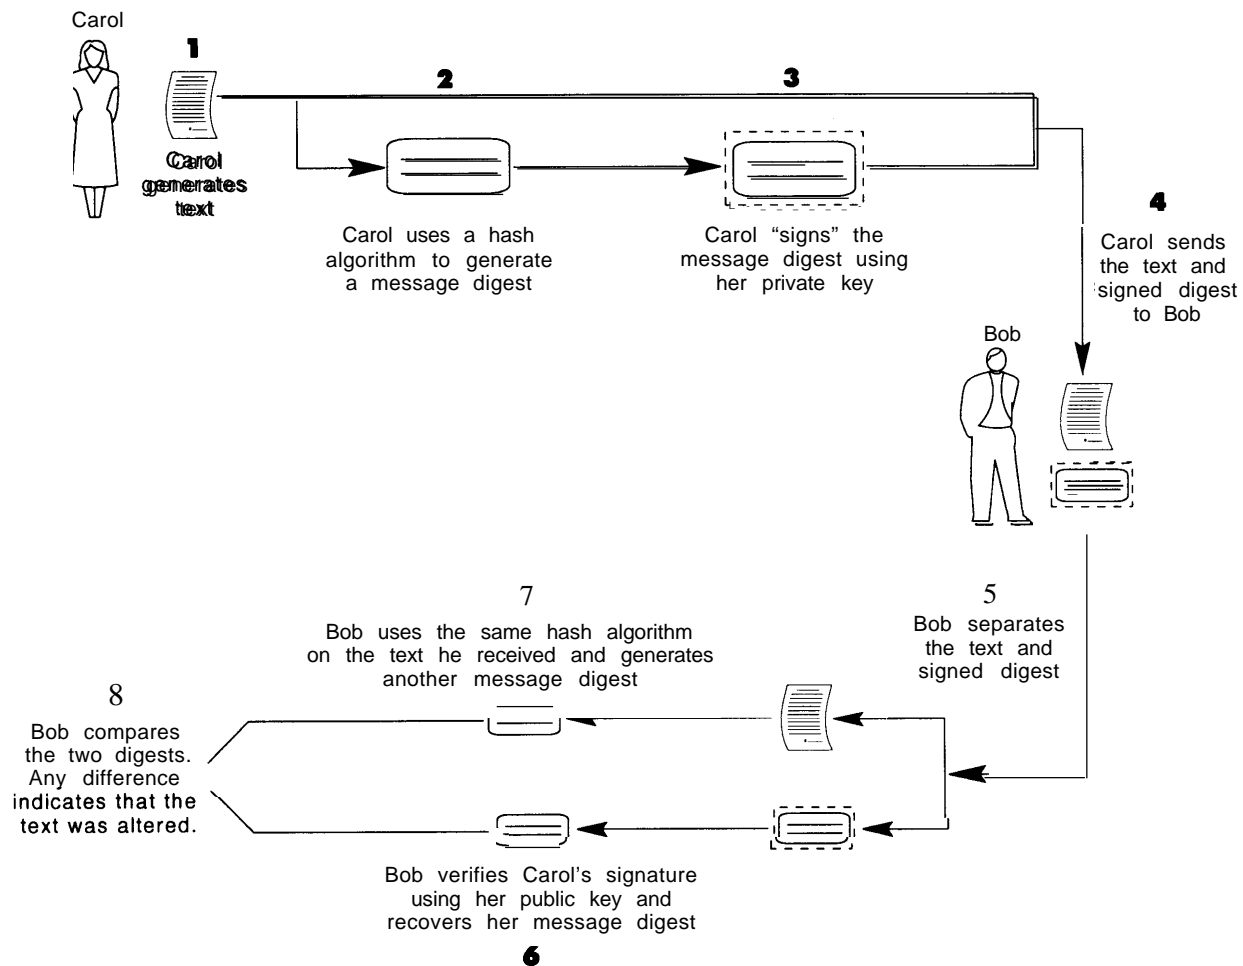 Carol
1
Carol
generates
text
2
Carol uses a hash
algorithm to generate
a message digest
3
Carol “signs” the
message digest using
her private key
4
Carol sends
the text and
signed digest
to Bob
Bob
5
Bob separates
the text and
signed digest
7
Bob uses the same hash algorithm
on the text he received and generates
another message digest
8
Bob compares
the two digests.
Any difference
indicates that the
text was altered.
Bob verifies Carol's signature
using her public key and
recovers her message digest
6